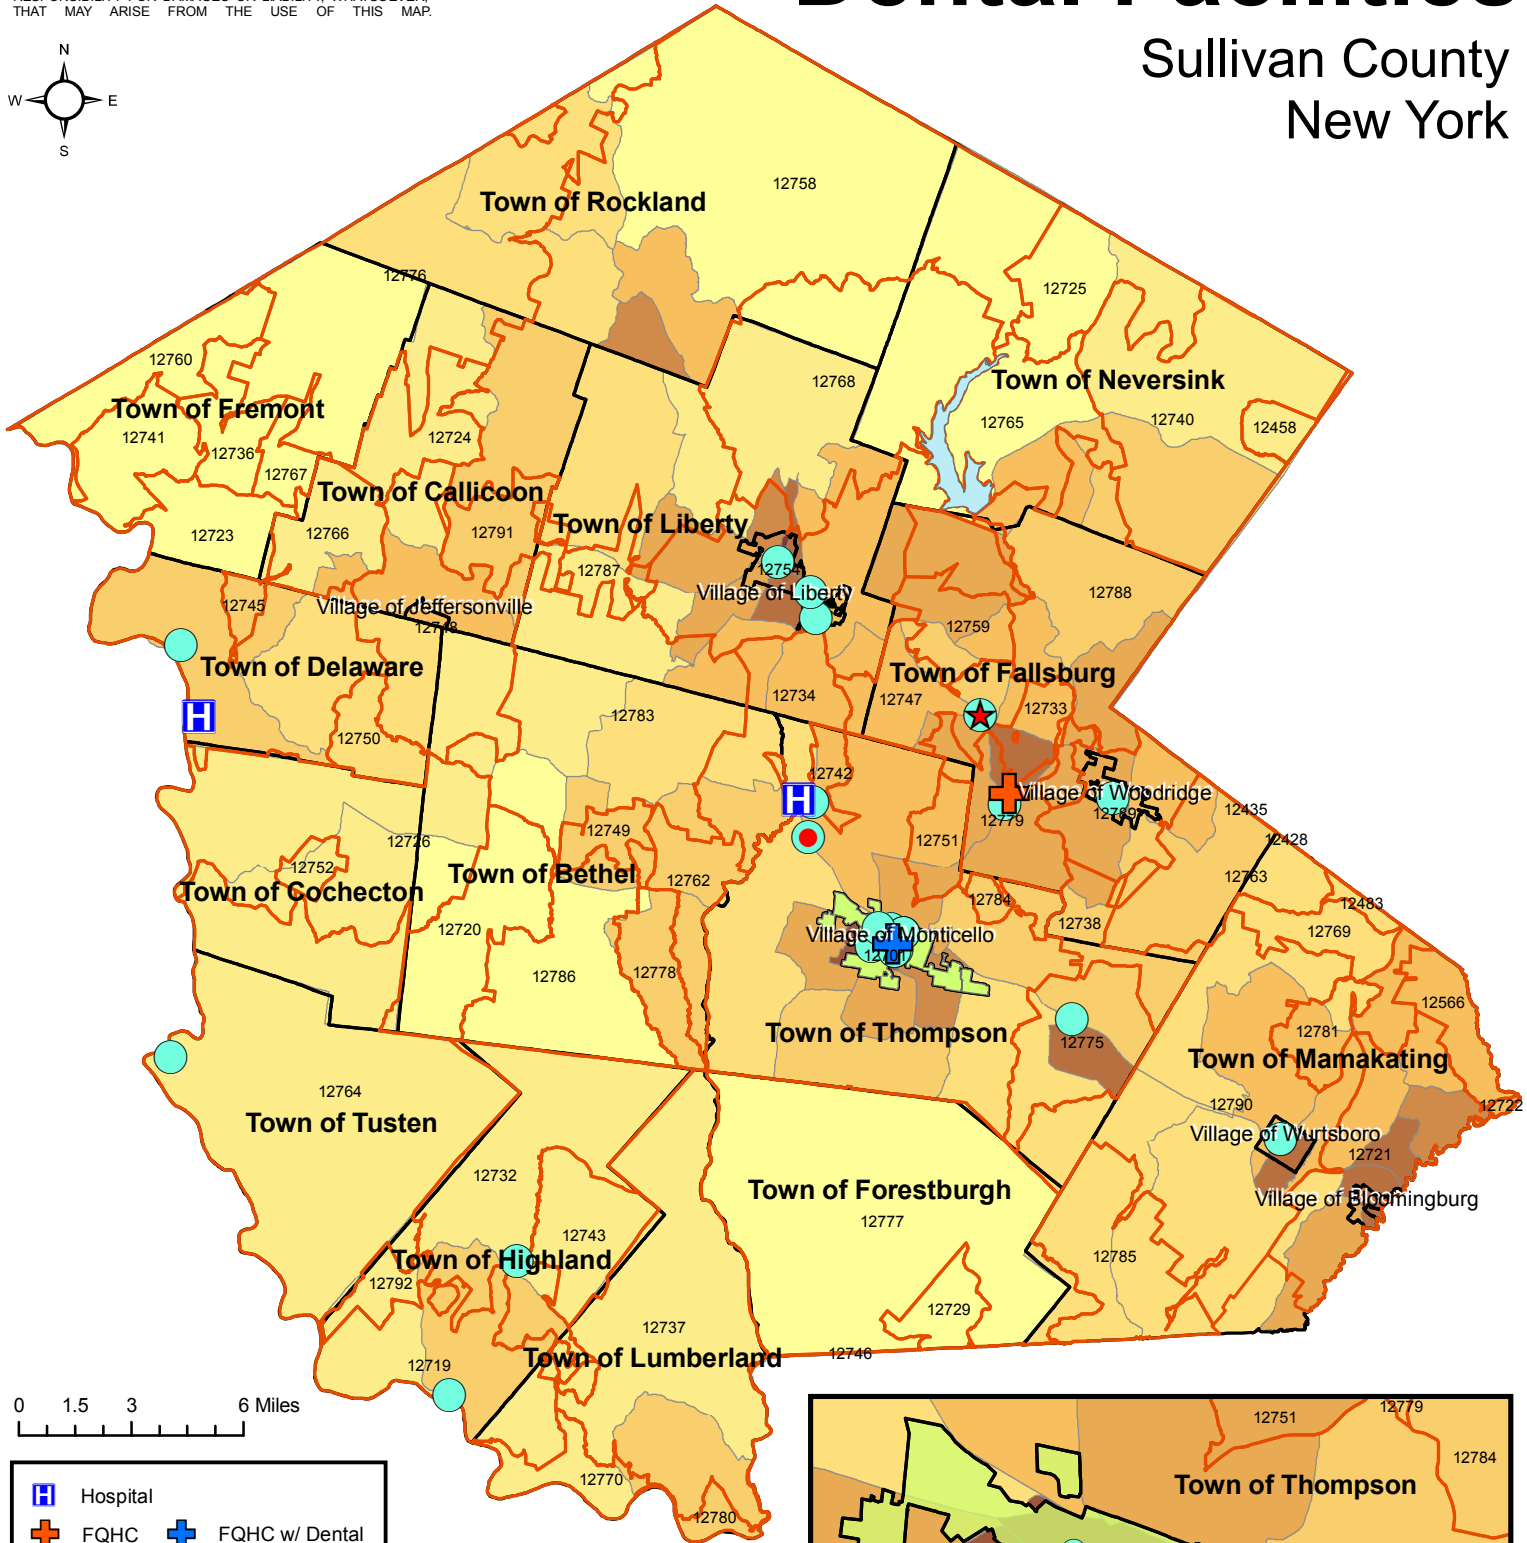 THAT MAY ARISE FROM THE USE OF THIS MAP.
Dental Facilities
Sullivan County
New York
N
W
E
S
12758
Town of Rockland
12776
12725
12760
12768
Town of Neversink
Town of Fremont
12741
12724
12765
12740
12458
12736
12767
Town of Callicoon
12723
12766
12791
Town of Liberty
12754
12787
12788
Village of Liberty
12745
Village of Jeffersonville
12748
12759
Town of Delaware
Town of Fallsburg
12734
12747
12733
H
12783
12750
12742
H
Village of Woodridge
12779
12789
12435
12749
12726
12751
12428
12752
Town of Bethel
12762
12763
Town of Cochecton
12784
12483
12738
12720
Village of Monticello
12769
12701
12786
12778
12566
Town of Thompson
12781
12775
Town of Mamakating
12764
12790
12722
Town of Tusten
Village of Wurtsboro
12721
12732
Town of Forestburgh
Village of Bloomingburg
12777
12743
12785
Town of Highland
12792
12729
12737
12746
Town of Lumberland
12719
0 1.5 3 6 Miles
12770
12780
H Hospital
FQHC FQHC w/ Dental
12751
12779
12784
Town of Thompson